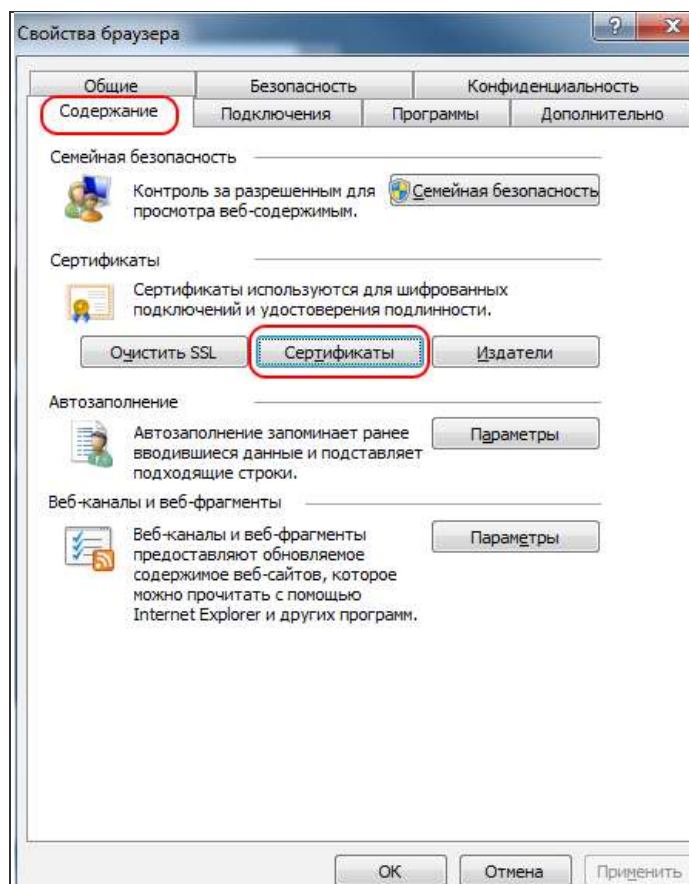 Свойства браузера
?
X
Общие
Безопасность
Конфиденциальность
Содержание
Подключения
Программы
Дополнительно
Семейная безопасность
Контроль за разрешенным для
просмотра веб-содержимым.
Семейная безопасность
Сертификаты
Сертификаты используются для шифрованных
подключений и удостоверения подлинности.
Очистить SSL
Сертификаты
Издатели
Автозаполнение
Автозаполнение запоминает ранее
вводившиеся данные и подставляет
подходящие строки.
Параметры
Веб-каналы и веб-фрагменты
Веб-каналы и веб-фрагменты
предоставляют обновляемое
содержимое веб-сайтов, которое
можно прочитать с помощью
Internet Explorer и других программ.
Параметры
ОК
Отмена
Применить